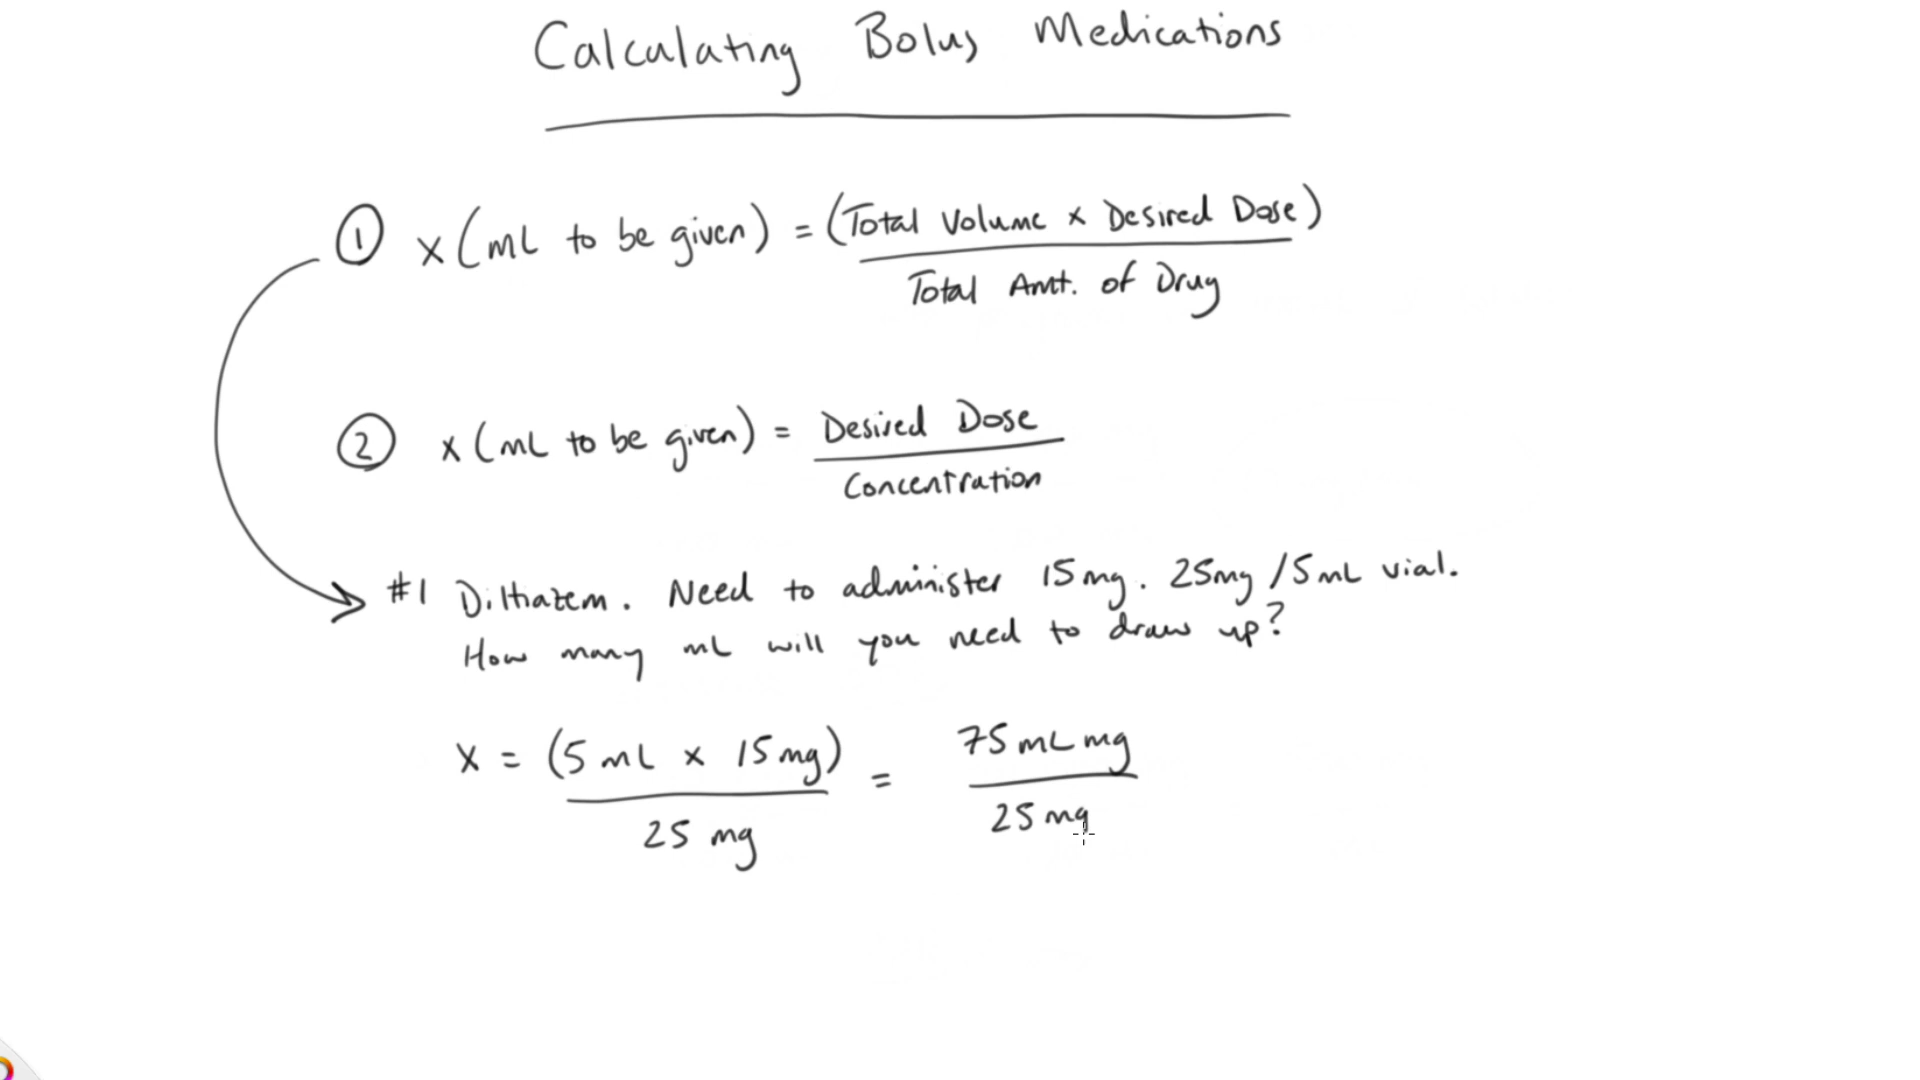 Calculating Bolus Medications
① x (mL to be given) = (Total Volume x Desired Dose)
Total Amt. of Drug
② x (mL to be given) = Desired Dose
Concentration
#1 Diltiazem. Need to administer 15mg. 25mg/5mL vial.
How many mL will you need to draw up?
x = (5 mL x 15 mg) = 75 mL mg
25 mg 25 mg